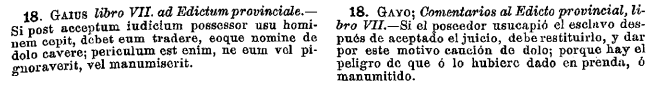 18. GAIUS libro VII. ad Edictum provinciale.—
Si post acceptum iudicium possessor usu homi-
nem cepit, debet eum tradere, eoque nomine de
dolo cavere; periculum est enim, ne eum vel pi-
gnoraverit, vel manumiserit.
18. GAYO; Comentarios al Edicto provincial, li-
bro VII.—Si el poseedor usucapió el esclavo des-
pués de aceptado el juicio, debe restituirlo, y dar
por este motivo caución de dolo; porque hay el
peligro de que ó lo hubiere dado en prenda, ó
manumitido.